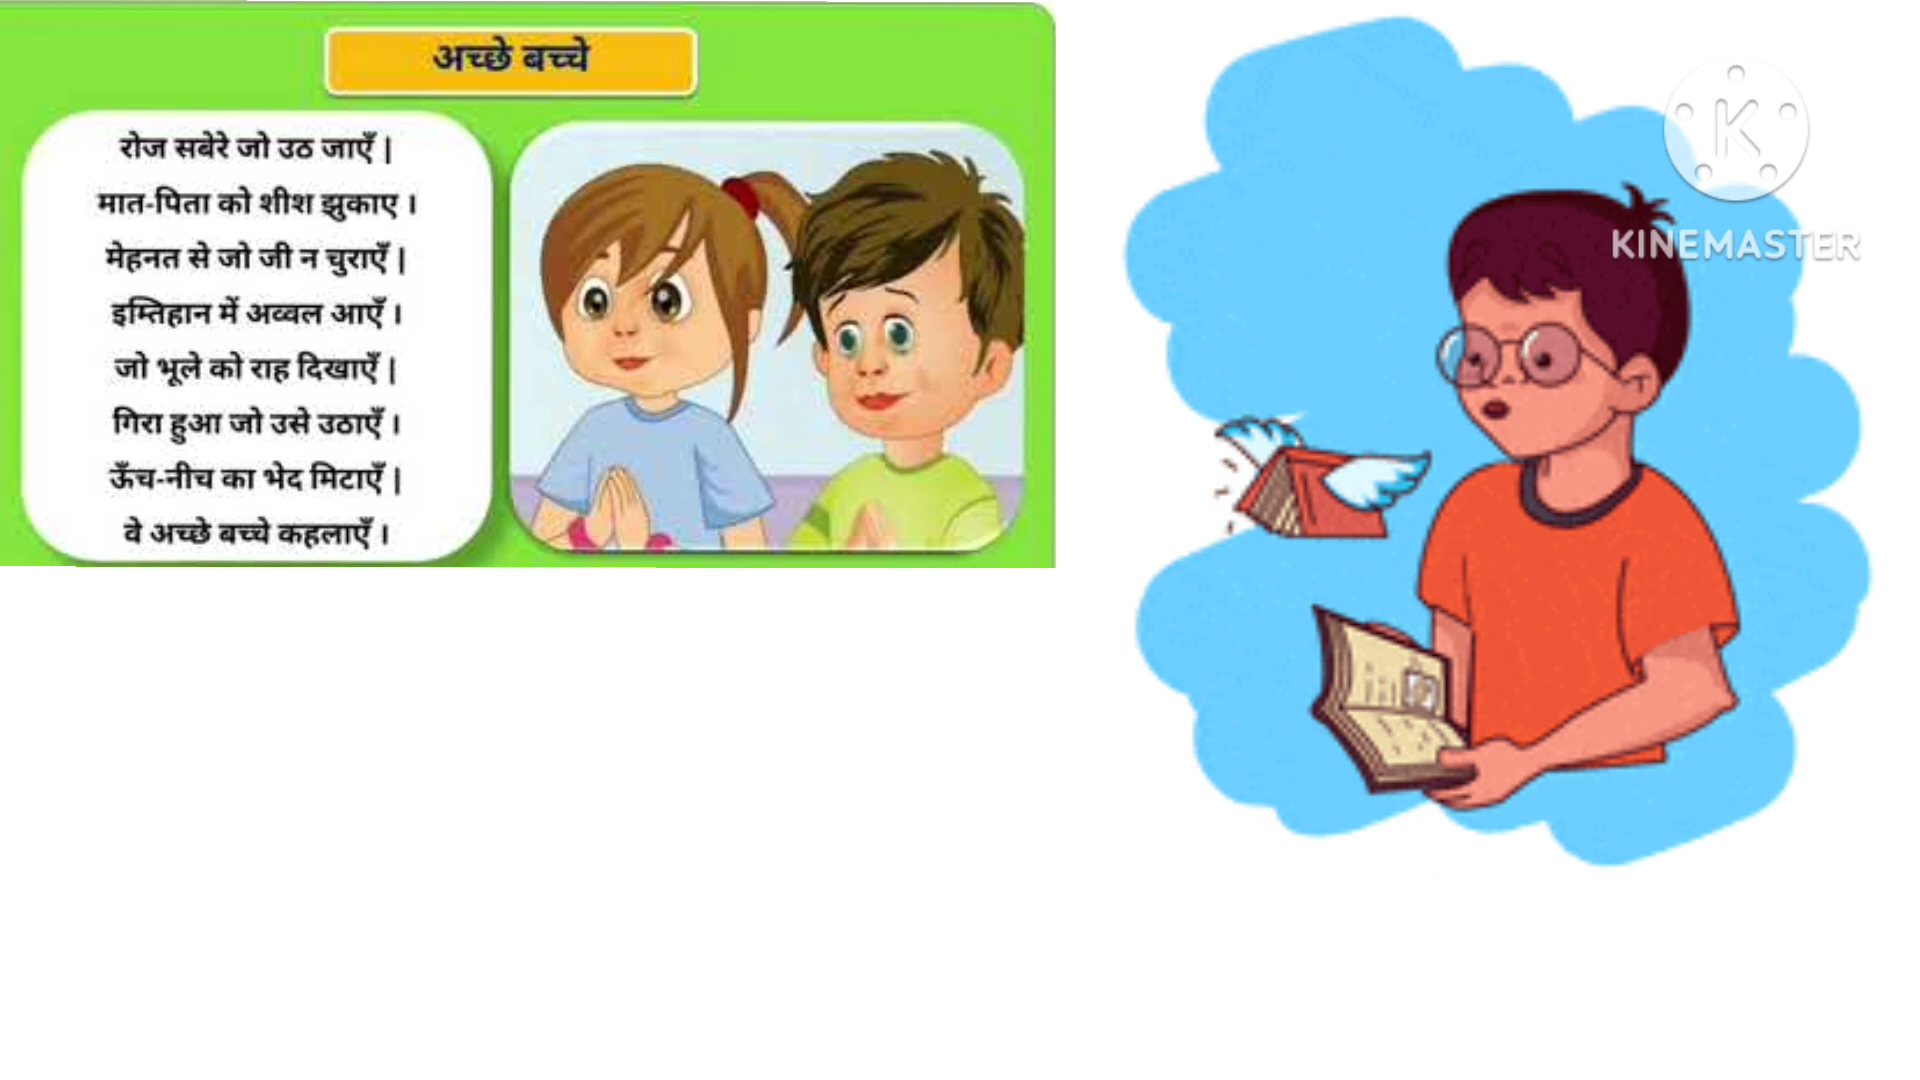 अच्छे बच्चे
रोज सबेरे जो उठ जाएँ |
मात-पिता को शीश झुकाए ।
मेहनत से जो जी न चुराएँ |
इम्तिहान में अव्वल आएँ ।
जो भूले को राह दिखाएँ |
गिरा हुआ जो उसे उठाएँ ।
ऊँच-नीच का भेद मिटाएँ |
वे अच्छे बच्चे कहलाएँ ।
K
KINEMASTER